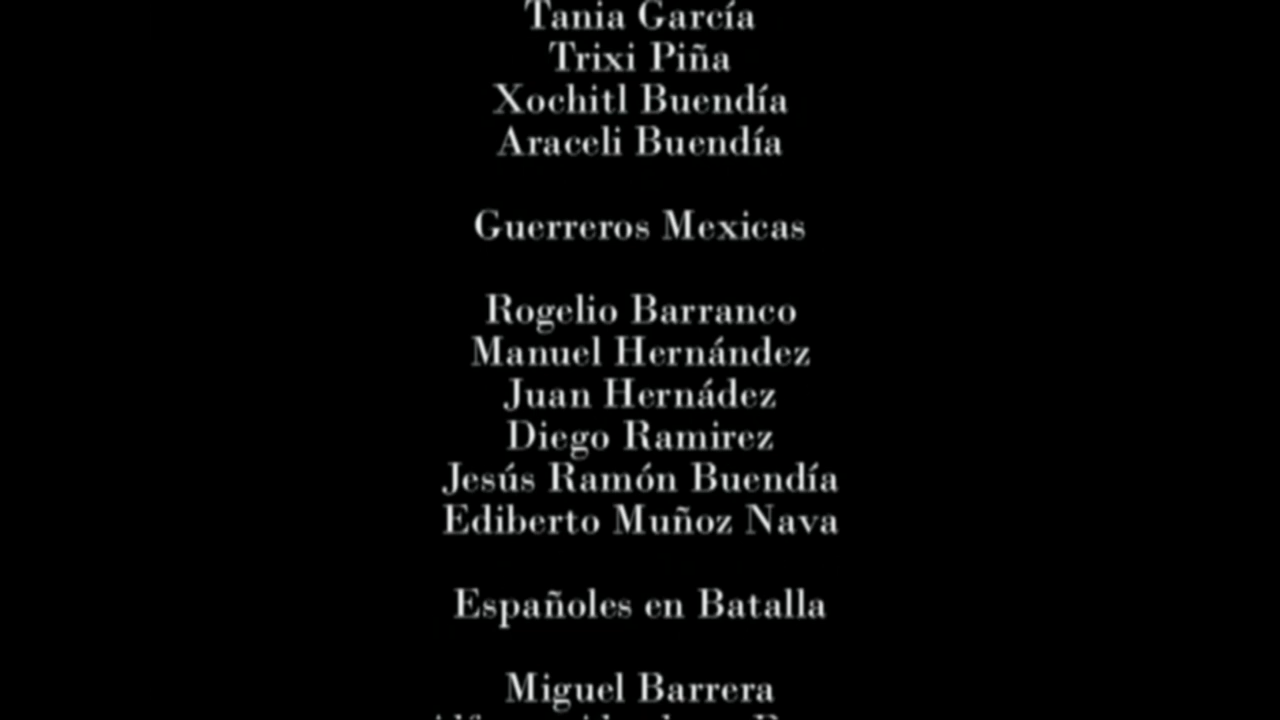 Tania García
Trixi Piña
Xochitl Buendía
Araceli Buendía
Guerreros Mexicas
Rogelio Barranco
Manuel Hernández
Juan Hernádez
Diego Ramirez
Jesús Ramón Buendía
Ediberto Muñoz Nava
Españoles en Batalla
Miguel Barrera